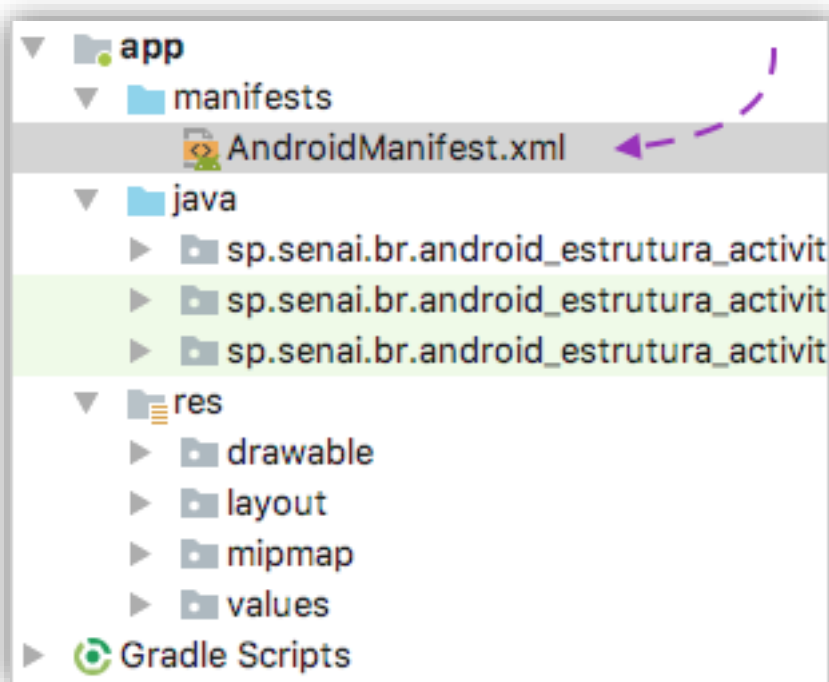 app
manifests
AndroidManifest.xml
java
sp.senai.br.android_estrutura_activit
sp.senai.br.android_estrutura_activit
sp.senai.br.android_estrutura_activit
res
drawable
layout
mipmap
values
Gradle Scripts